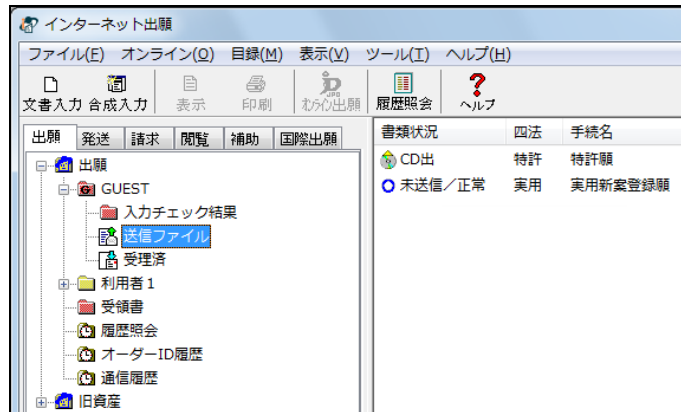 インターネット出願
ファイル(F) オンライン(O) 目録(M) 表示(V) ツール(T) ヘルプ(H)
文書入力 合成入力 表示 印刷 おうむ出願 履歴照会 ヘルプ
出願 発送 請求 閲覧 補助 国際出願
書類状況 四法 手続名
出願
CD出 特許 特許願
GUEST
未送信/正常 実用 実用新案登録願
入力チェック結果
送信ファイル
受理済
利用者1
受領書
履歴照会
オーダーID履歴
通信履歴
旧資産